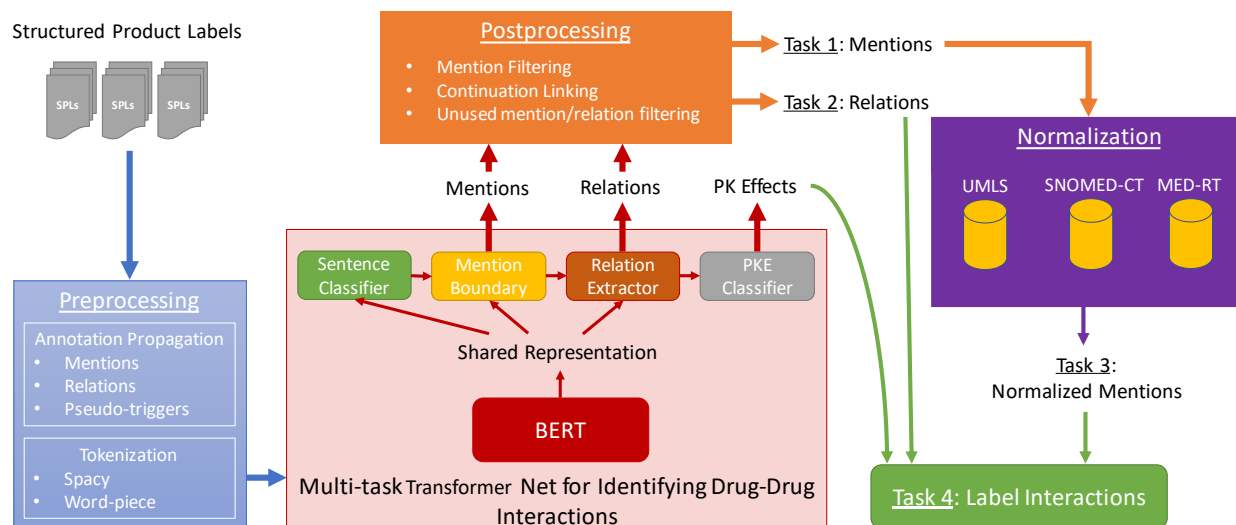 Structured Product Labels
SPLs
SPLs
SPLs
Preprocessing
Annotation Propagation
• Mentions
• Relations
• Pseudo-triggers
Tokenization
• Spacy
• Word-piece
Postprocessing
• Mention Filtering
• Continuation Linking
• Unused mention/relation filtering
Mentions
Relations
PK Effects
Sentence
Classifier
Mention
Boundary
Relation
Extractor
PKE
Classifier
Shared Representation
BERT
Multi-task Transformer Net for Identifying Drug-Drug
Interactions
Task 1: Mentions
Task 2: Relations
Normalization
UMLS
SNOMED-CT
MED-RT
Task 3:
Normalized Mentions
Task 4: Label Interactions